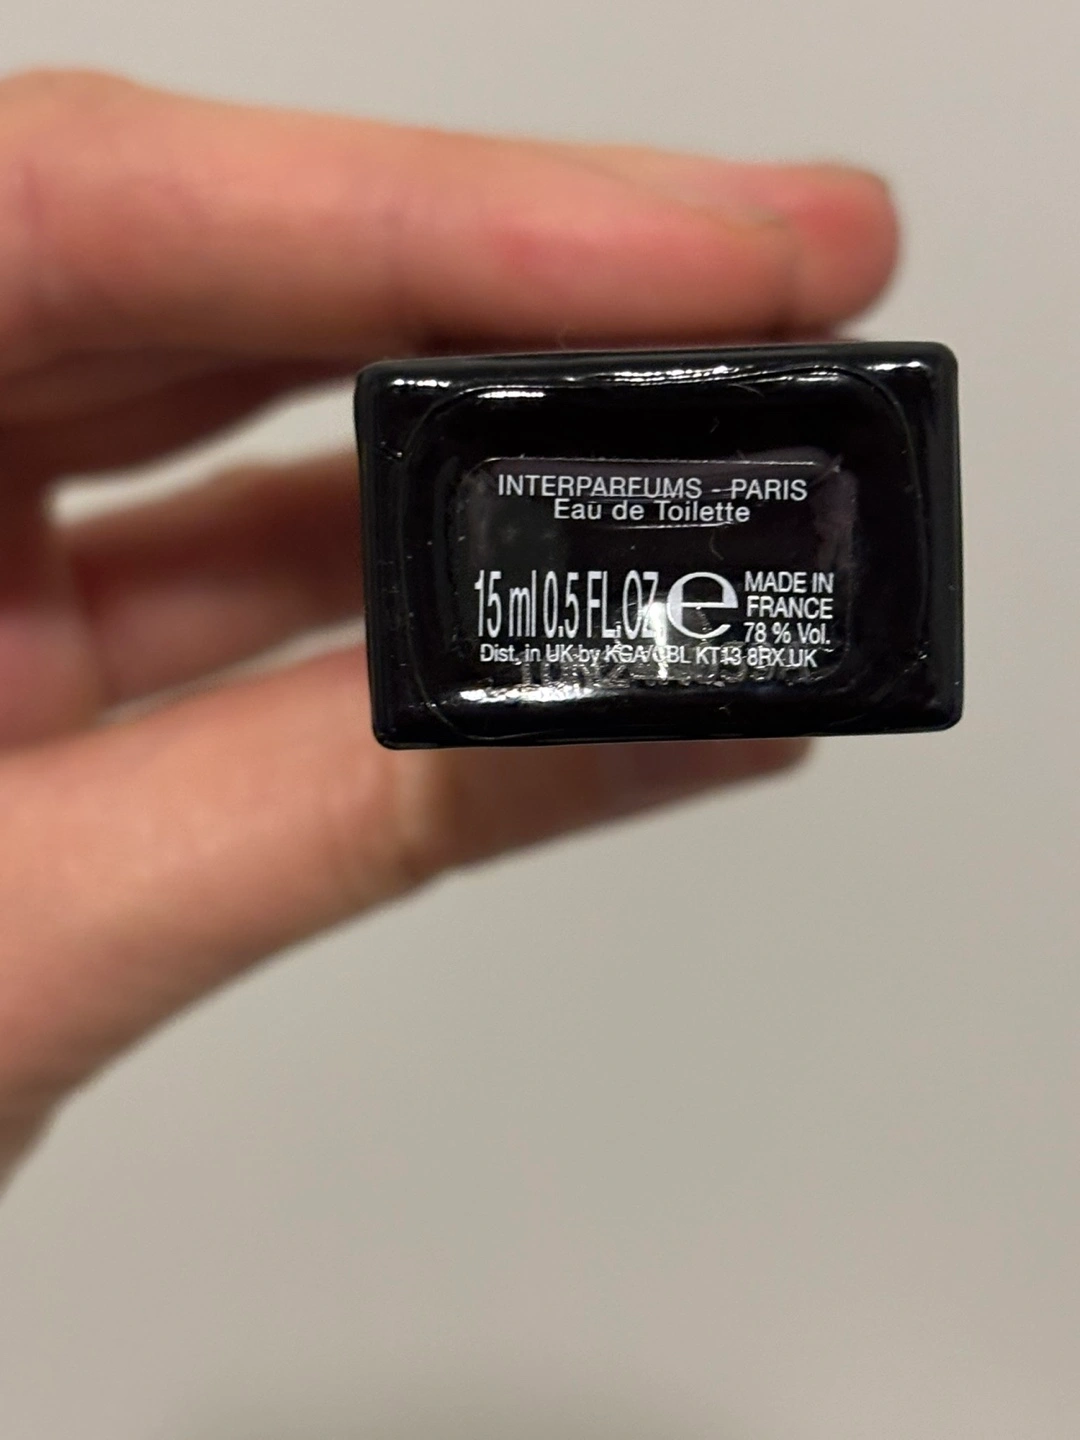 INTERPARFUMS - PARIS
Eau de Toilette
15 ml 0.5 FL.OZ e MADE IN
FRANCE
78 % Vol.
Dist. in UK by KGA/CBL KT13 8RX UK